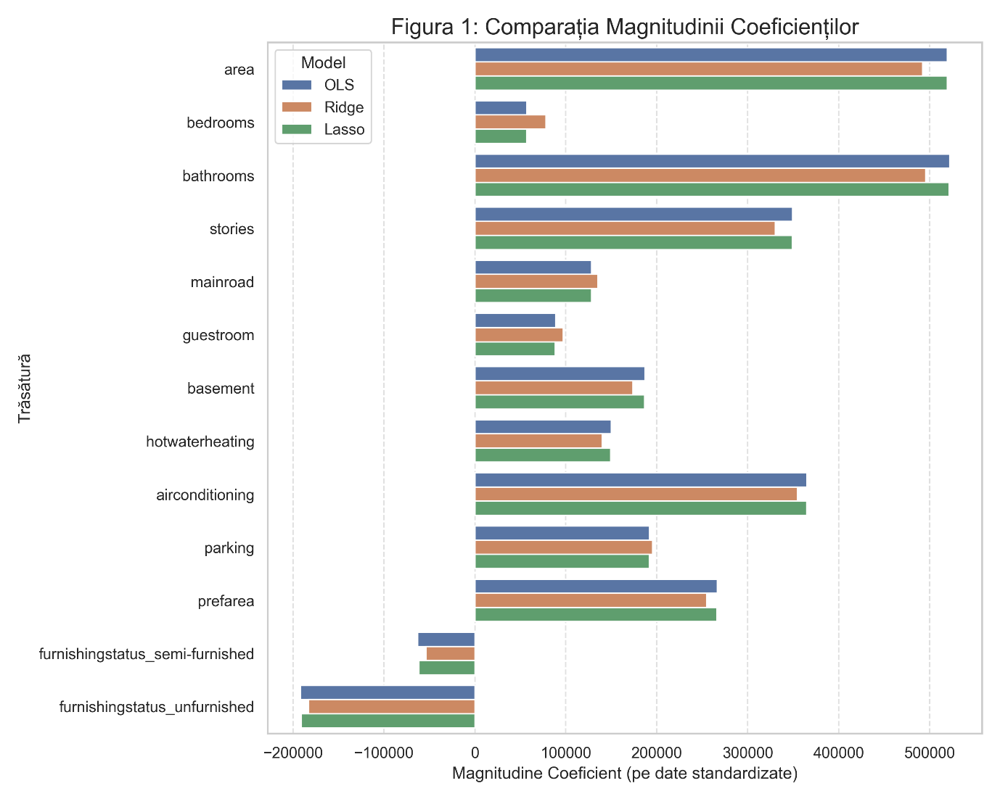 Figura 1: Comparația Magnitudinii Coeficienților
Model
OLS
Ridge
Lasso
Trăsătură
area
bedrooms
bathrooms
stories
mainroad
guestroom
basement
hotwaterheating
airconditioning
parking
prefarea
furnishingstatus_semi-furnished
furnishingstatus_unfurnished
−200000 −100000 0 100000 200000 300000 400000 500000
Magnitudine Coeficient (pe date standardizate)